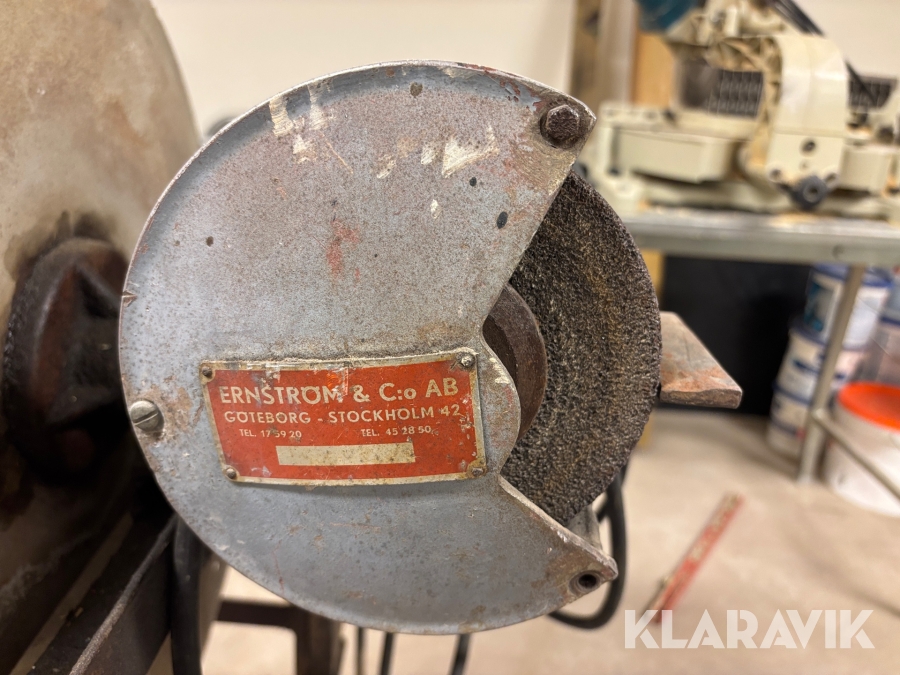 ERNSTRÖM & C:o AB
GÖTEBORG - STOCKHOLM 42
TEL. 17 59 20 TEL. 45 28 50
KLARAVIK